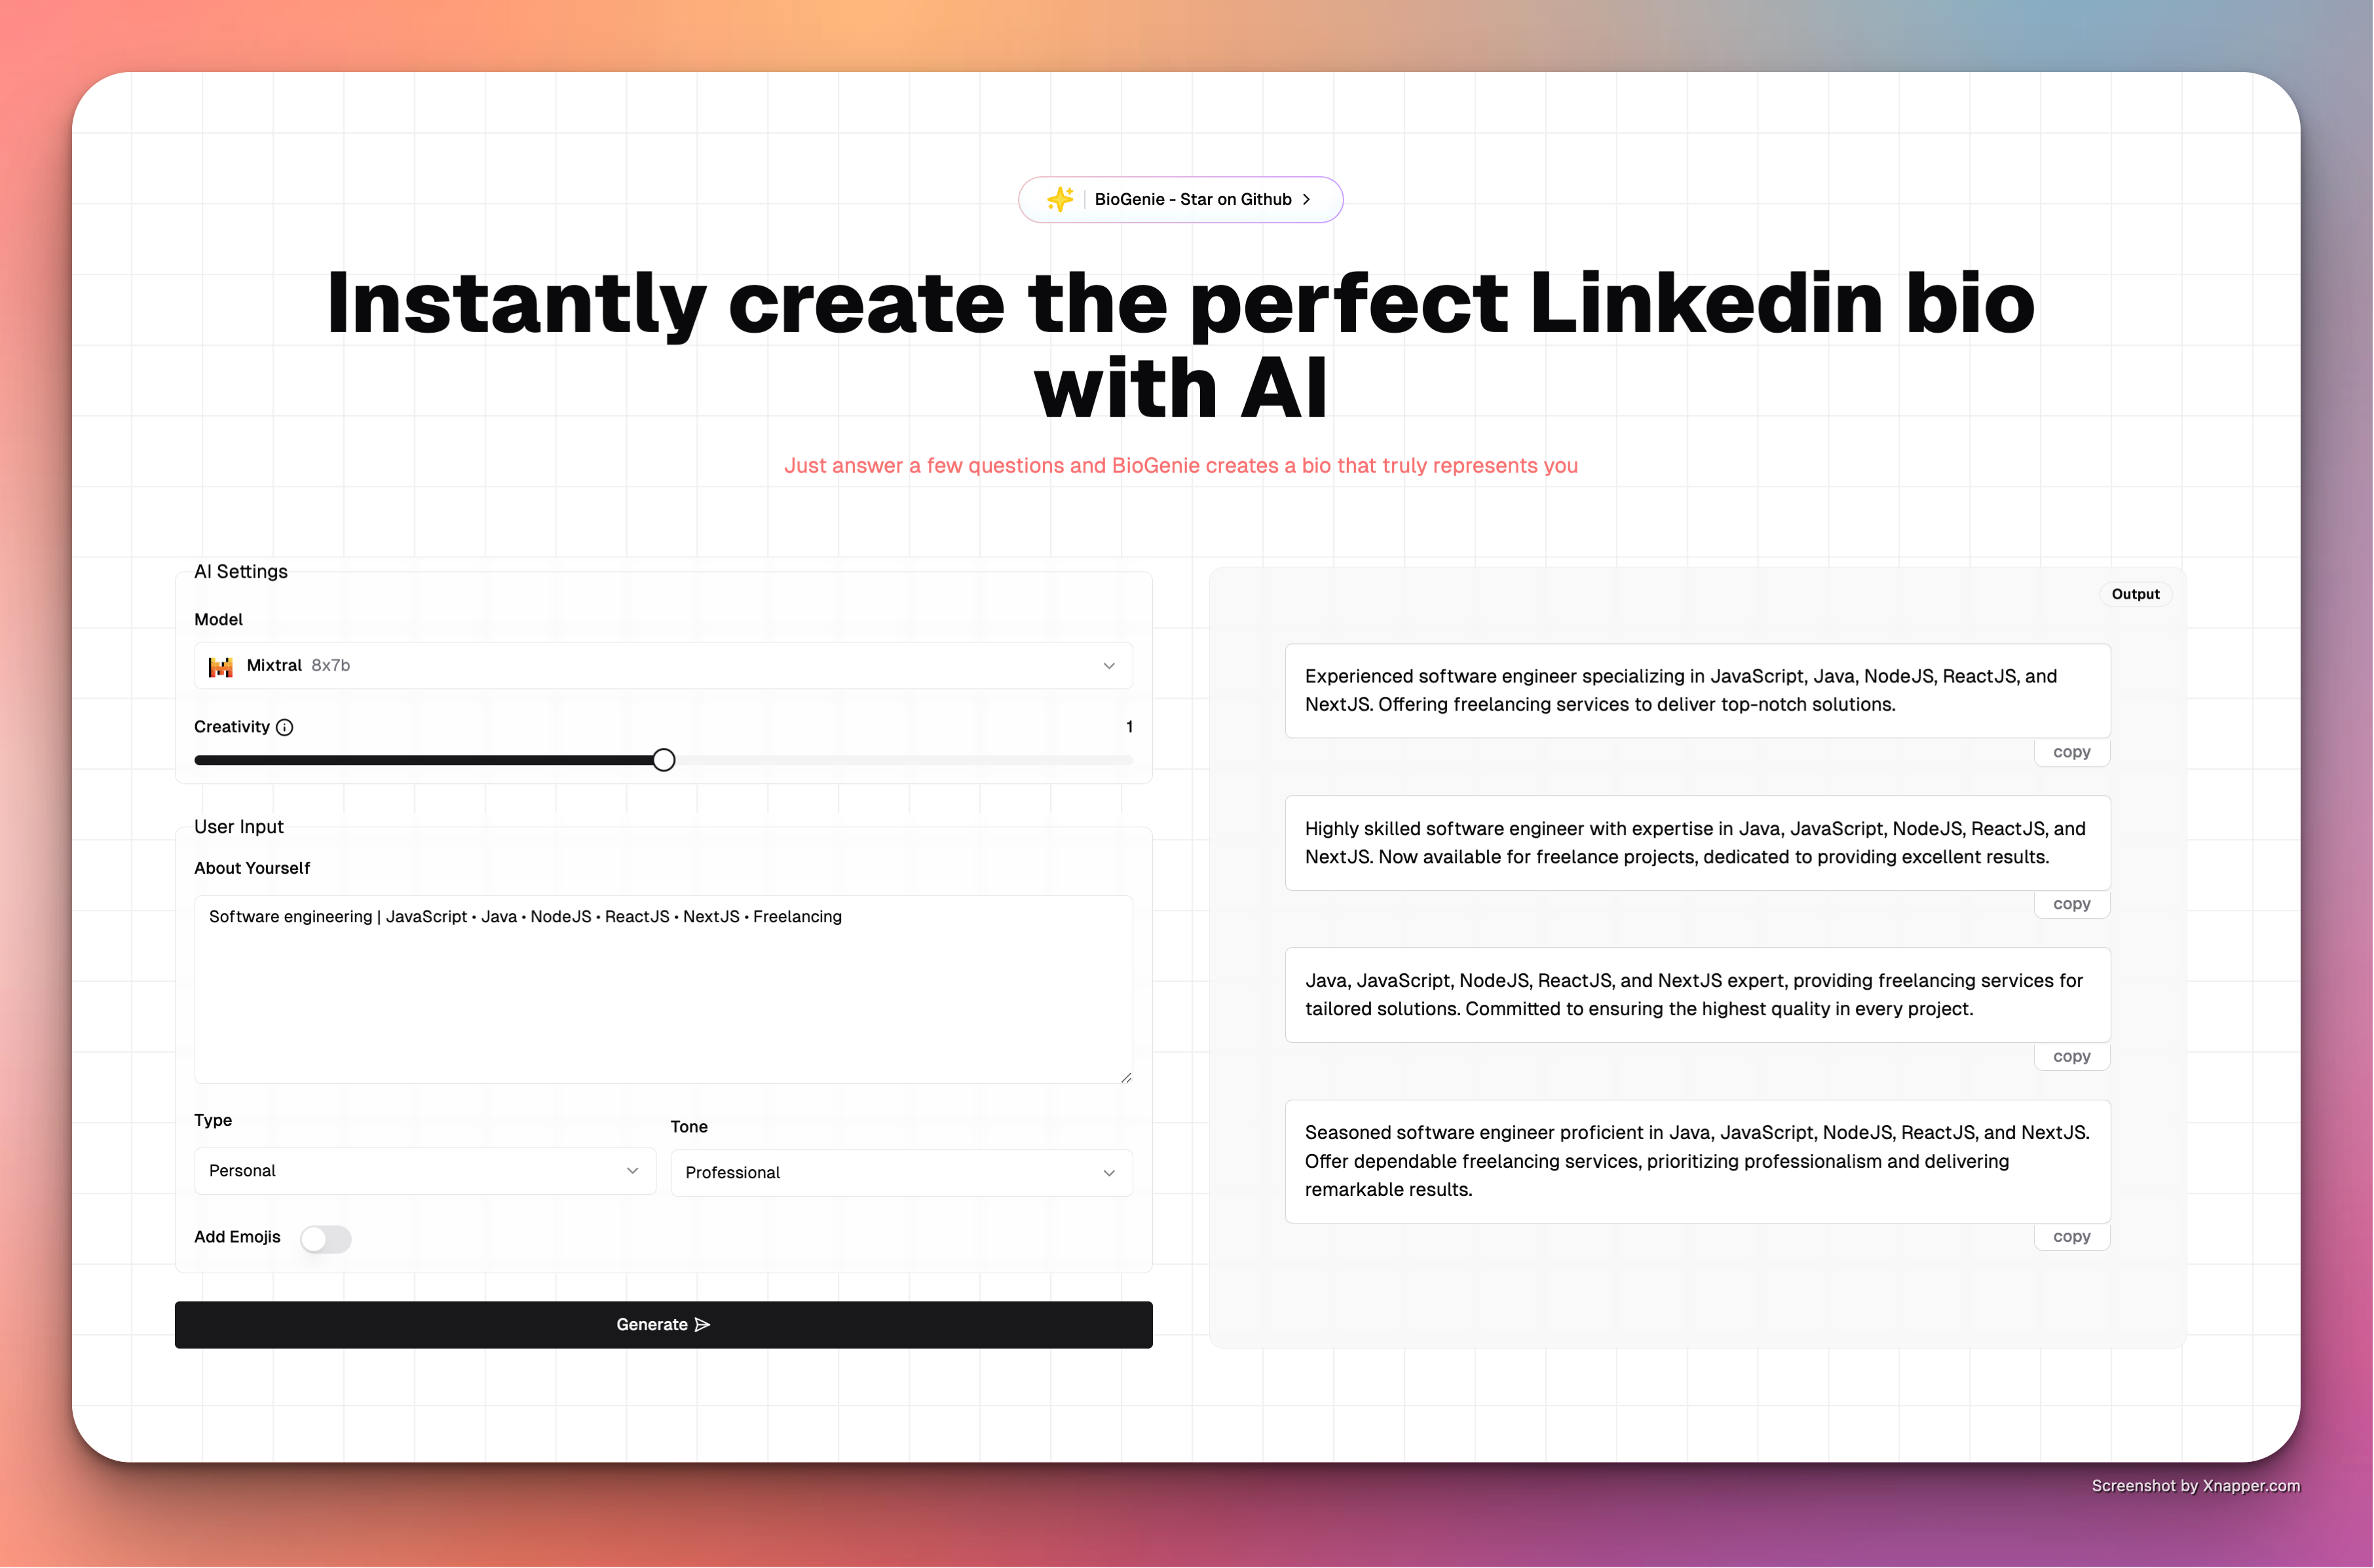 BioGenie - Star on Github
Instantly create the perfect Linkedin bio
with AI
Just answer a few questions and BioGenie creates a bio that truly represents you
AI Settings
Model
Mixtral 8x7b
Creativity 1
User Input
About Yourself
Software engineering | JavaScript • Java • NodeJS • ReactJS • NextJS • Freelancing
Type
Tone
Personal
Professional
Add Emojis
Generate
Output
Experienced software engineer specializing in JavaScript, Java, NodeJS, ReactJS, and
NextJS. Offering freelancing services to deliver top-notch solutions.
copy
Highly skilled software engineer with expertise in Java, JavaScript, NodeJS, ReactJS, and
NextJS. Now available for freelance projects, dedicated to providing excellent results.
copy
Java, JavaScript, NodeJS, ReactJS, and NextJS expert, providing freelancing services for
tailored solutions. Committed to ensuring the highest quality in every project.
copy
Seasoned software engineer proficient in Java, JavaScript, NodeJS, ReactJS, and NextJS.
Offer dependable freelancing services, prioritizing professionalism and delivering
remarkable results.
copy
Screenshot by Xnapper.com